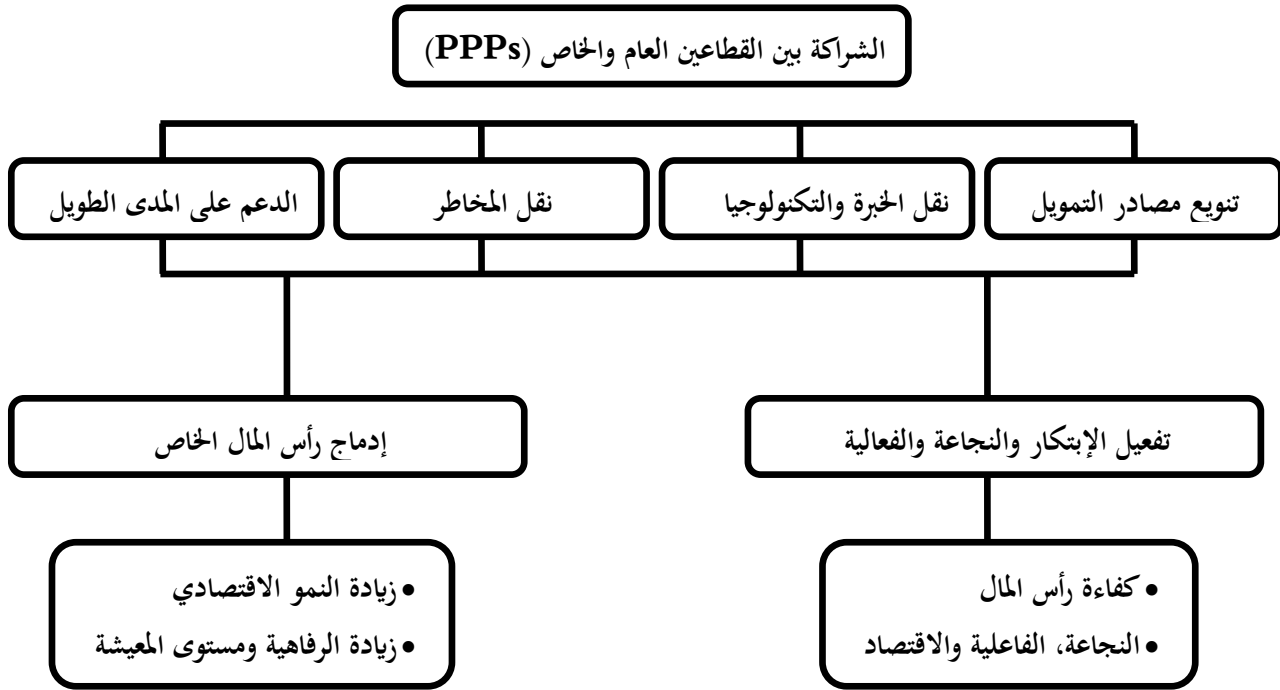 الشراكة بين القطاعين العام والخاص (PPPs)
تنويع مصادر التمويل
نقل الخبرة والتكنولوجيا
نقل المخاطر
الدعم على المدى الطويل
تفعيل الإبتكار والنجاعة والفعالية
إدماج رأس المال الخاص
• كفاءة رأس المال
• النجاعة، الفاعلية والاقتصاد
• زيادة النمو الاقتصادي
• زيادة الرفاهية ومستوى المعيشة